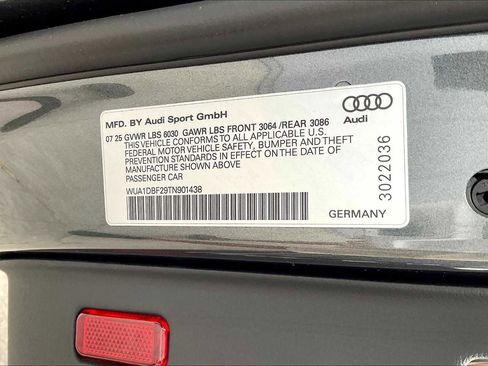 MFD. BY Audi Sport GmbH
07 25 GVWR LBS 6030 GAWR LBS FRONT 3064 /REAR 3086
THIS VEHICLE CONFORMS TO ALL APPLICABLE U.S.
FEDERAL MOTOR VEHICLE SAFETY, BUMPER AND THEFT
PREVENTION STANDARDS IN EFFECT ON THE DATE OF
MANUFACTURE SHOWN ABOVE
PASSENGER CAR
WUA1DBF29TN901438
Audi
3022036
GERMANY